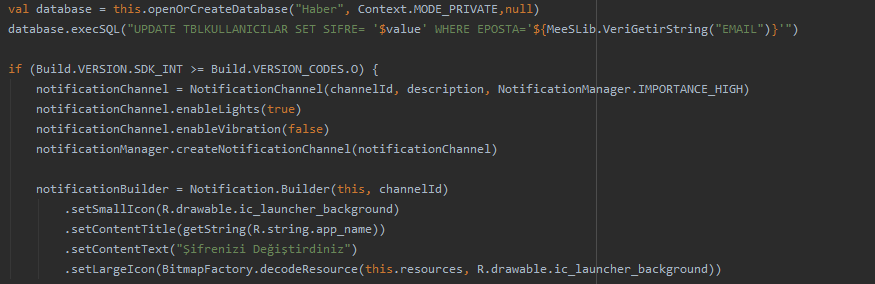 val database = this.openOrCreateDatabase("Haber", Context.MODE_PRIVATE,null)
database.execSQL("UPDATE TBLKULLANICILAR SET SIFRE= '$value' WHERE EPOSTA='${MeeSLib.VeriGetirString("EMAIL")}'")
if (Build.VERSION.SDK_INT >= Build.VERSION_CODES.O) {
notificationChannel = NotificationChannel(channelId, description, NotificationManager.IMPORTANCE_HIGH)
notificationChannel.enableLights(true)
notificationChannel.enableVibration(false)
notificationManager.createNotificationChannel(notificationChannel)
notificationBuilder = Notification.Builder(this, channelId)
.setSmallIcon(R.drawable.ic_launcher_background)
.setContentTitle(getString(R.string.app_name))
.setContentText("Şifrenizi Değiştirdiniz")
.setLargeIcon(BitmapFactory.decodeResource(this.resources, R.drawable.ic_launcher_background))